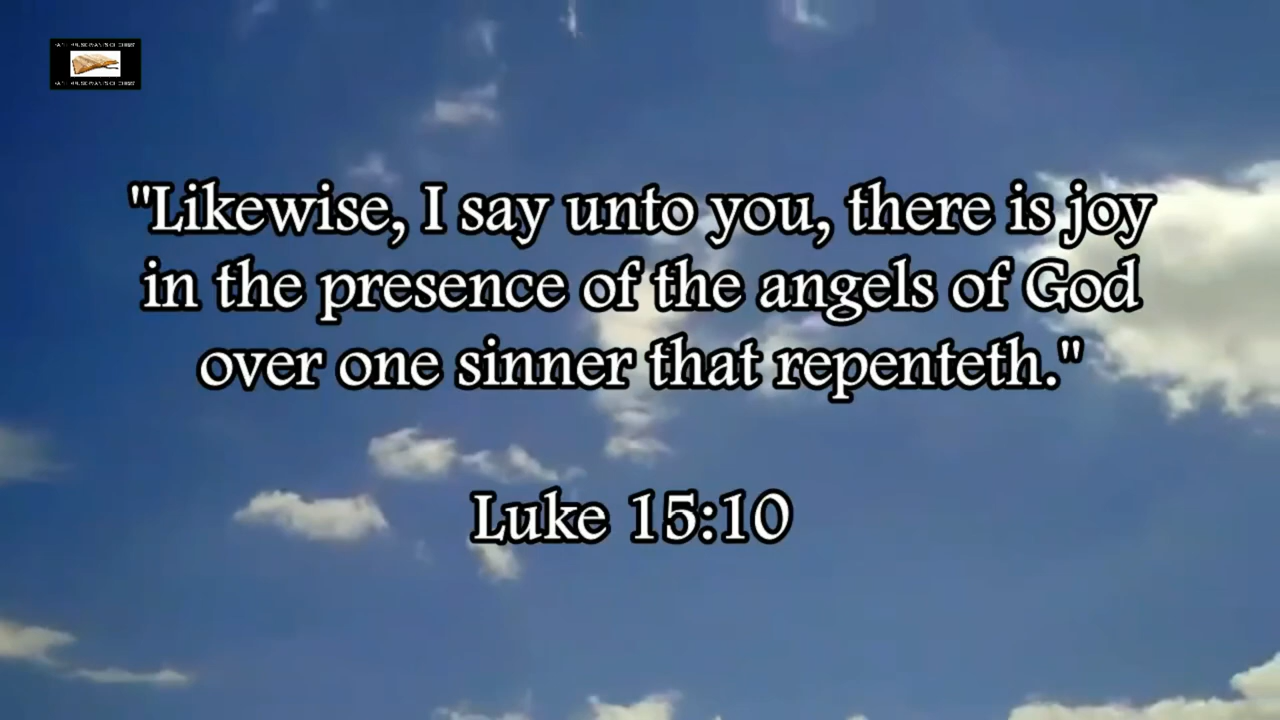 "Likewise, I say unto you, there is joy
in the presence of the angels of God
over one sinner that repenteth."
Luke 15:10